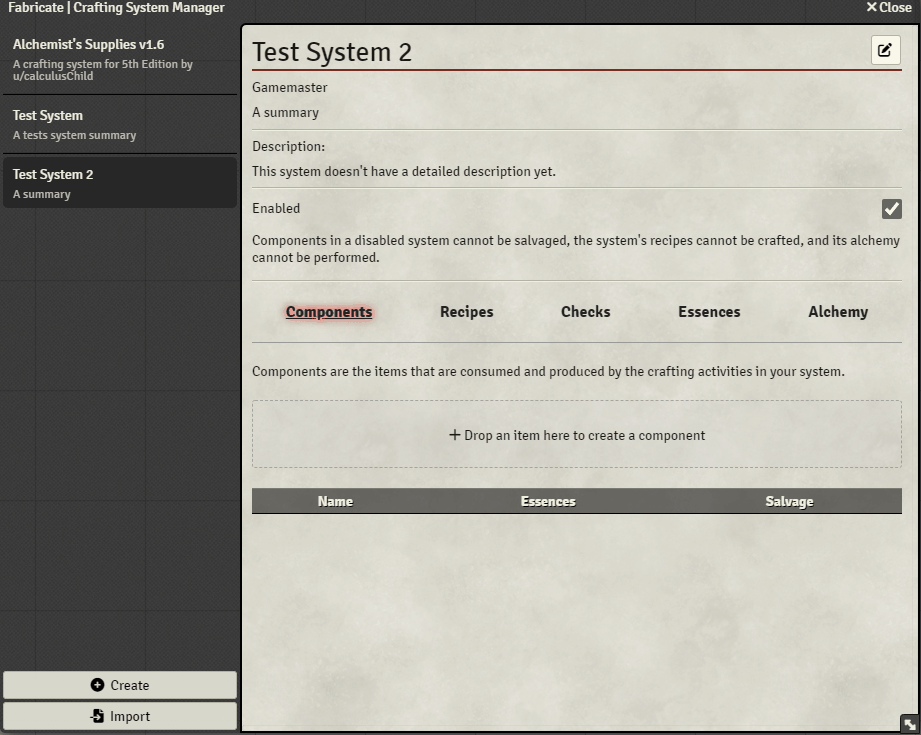 Fabricate | Crafting System Manager
Close
Alchemist's Supplies v1.6
A crafting system for 5th Edition by
u/calculusChild
Test System
A tests system summary
Test System 2
A summary
Create
Import
Test System 2
Gamemaster
A summary
Description:
This system doesn't have a detailed description yet.
Enabled
Components in a disabled system cannot be salvaged, the system's recipes cannot be crafted, and its alchemy
cannot be performed.
Components Recipes Checks Essences Alchemy
Components are the items that are consumed and produced by the crafting activities in your system.
Drop an item here to create a component
Name Essences Salvage